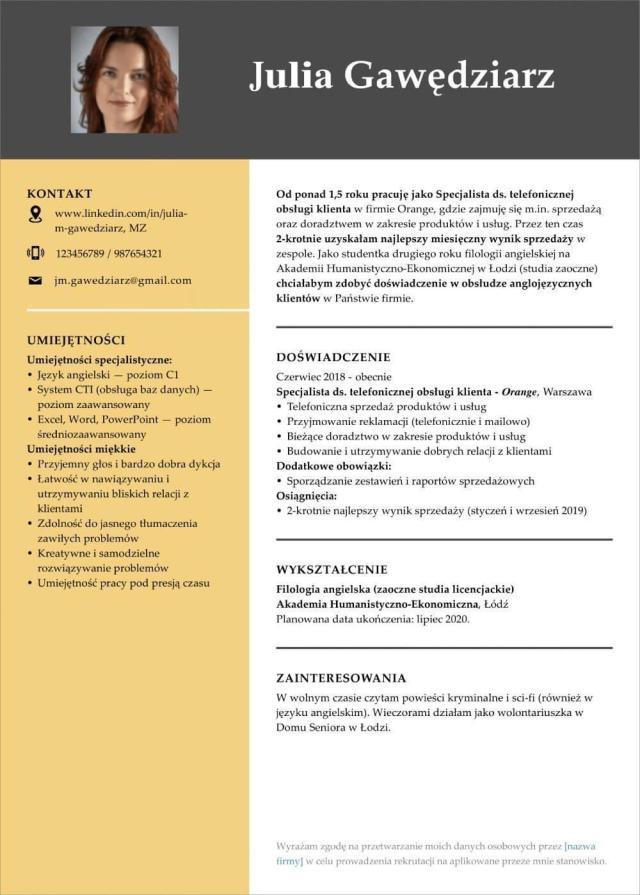 Julia Gawędziarz
KONTAKT
www.linkedin.com/in/julia-
m-gawedziarz, MZ
123456789 / 987654321
jm.gawedziarz@gmail.com
UMIEJĘTNOŚCI
Umiejętności specjalistyczne:
• Język angielski — poziom C1
• System CTI (obsługa baz danych) —
poziom zaawansowany
• Excel, Word, PowerPoint — poziom
średniozaawansowany
Umiejętności miękkie
• Przyjemny głos i bardzo dobra dykcja
• Łatwość w nawiązywaniu i
utrzymywaniu bliskich relacji z
klientami
• Zdolność do jasnego tłumaczenia
zawiłych problemów
• Kreatywne i samodzielne
rozwiązywanie problemów
• Umiejętność pracy pod presją czasu
Od ponad 1,5 roku pracuję jako Specjalista ds. telefonicznej
obsługi klienta w firmie Orange, gdzie zajmuję się m.in. sprzedażą
oraz doradztwem w zakresie produktów i usług. Przez ten czas
2-krotnie uzyskałam najlepszy miesięczny wynik sprzedaży w
zespole. Jako studentka drugiego roku filologii angielskiej na
Akademii Humanistyczno-Ekonomicznej w Łodzi (studia zaoczne)
chciałabym zdobyć doświadczenie w obsłudze anglojęzycznych
klientów w Państwie firmie.
DOŚWIADCZENIE
Czerwiec 2018 - obecnie
Specjalista ds. telefonicznej obsługi klienta - Orange, Warszawa
• Telefoniczna sprzedaż produktów i usług
• Przyjmowanie reklamacji (telefonicznie i mailowo)
• Bieżące doradztwo w zakresie produktów i usług
• Budowanie i utrzymywanie dobrych relacji z klientami
Dodatkowe obowiązki:
• Sporządzanie zestawień i raportów sprzedażowych
Osiągnięcia:
• 2-krotnie najlepszy wynik sprzedaży (styczeń i wrzesień 2019)
WYKSZTAŁCENIE
Filologia angielska (zaoczne studia licencjackie)
Akademia Humanistyczno-Ekonomiczna, Łódź
Planowana data ukończenia: lipiec 2020.
ZAINTERESOWANIA
W wolnym czasie czytam powieści kryminalne i sci-fi (również w
języku angielskim). Wieczorami działam jako wolontariuszka w
Domu Seniora w Łodzi.
Wyrażam zgodę na przetwarzanie moich danych osobowych przez [nazwa
firmy] w celu prowadzenia rekrutacji na aplikowane przeze mnie stanowisko.